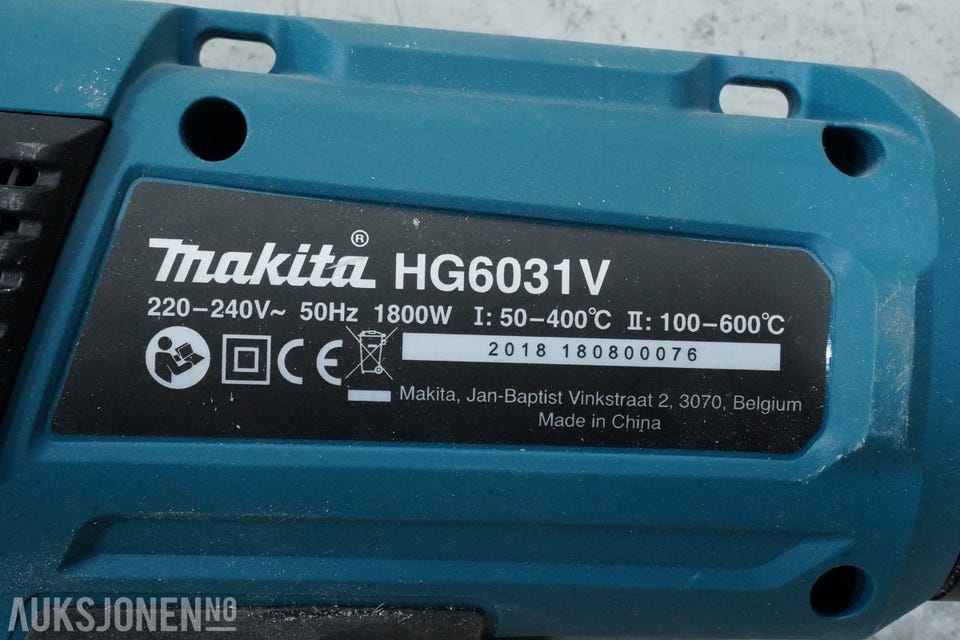 makita® HG6031V
220–240V~ 50Hz 1800W I: 50–400℃ II: 100–600℃
CE
2018 180800076
Makita, Jan-Baptist Vinkstraat 2, 3070, Belgium
Made in China
AUKSJONEN.NO